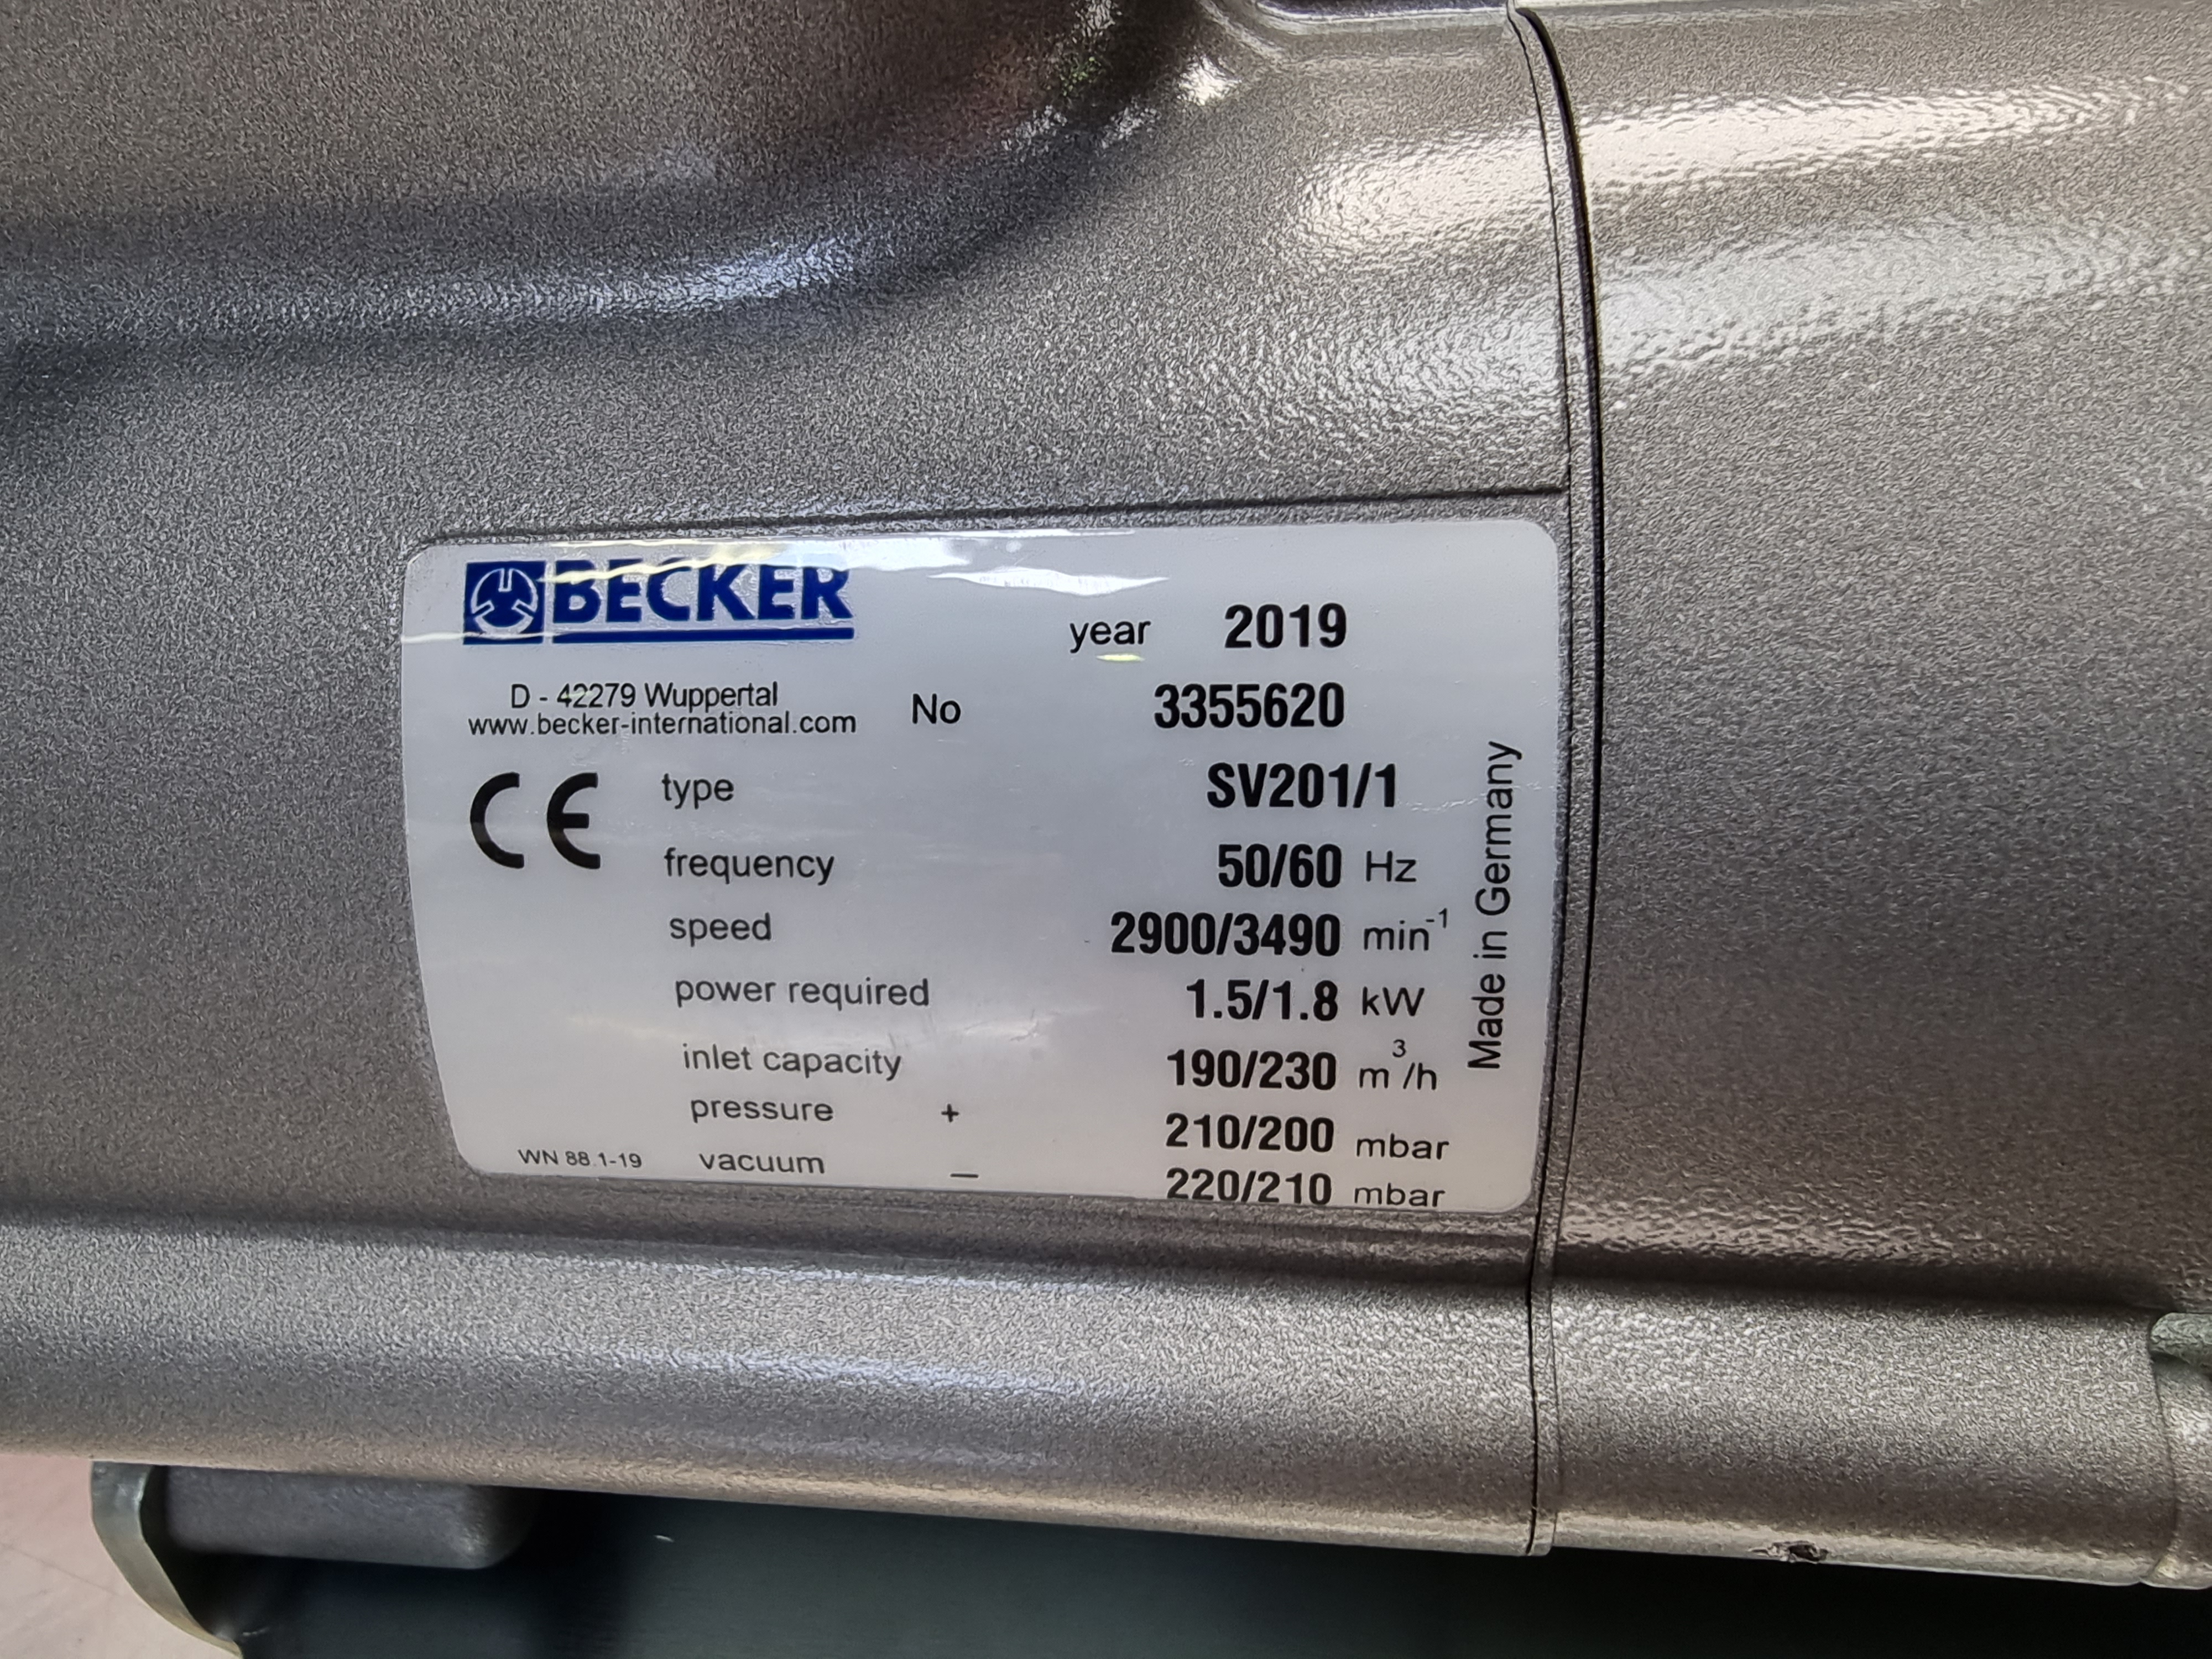 BECKER
year 2019
D - 42279 Wuppertal
www.becker-international.com
No 3355620
CE
type SV201/1
frequency 50/60 Hz
speed 2900/3490 min⁻¹
power required 1.5/1.8 kW
inlet capacity 190/230 m³/h
pressure + 210/200 mbar
vacuum – 220/210 mbar
WN 88.1-19
Made in Germany